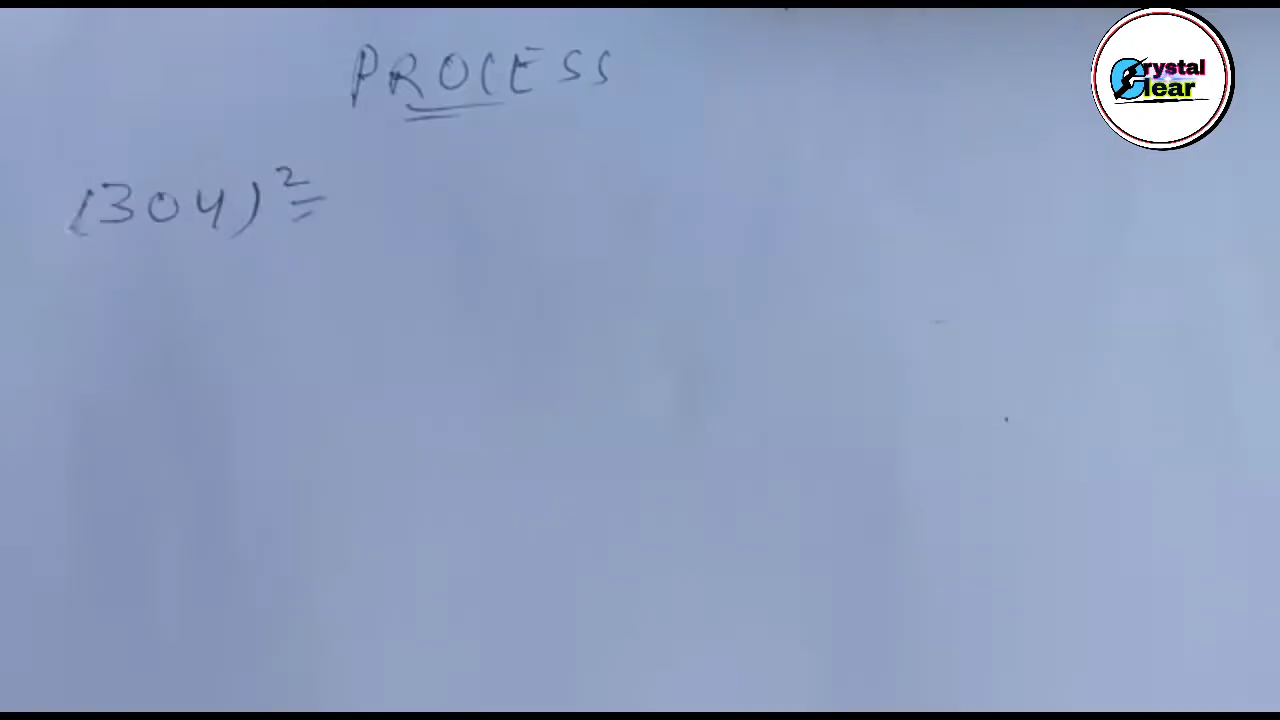 Crystal
Clear
PROCESS
(304)² =